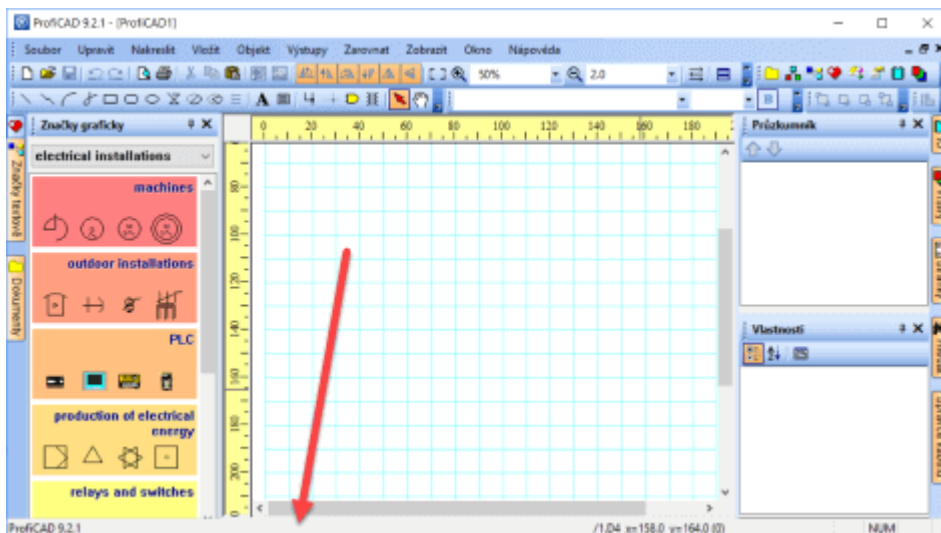 ProfiCAD 9.2.1 - [ProfiCAD1]
Soubor Upravit Nakreslit Vložit Objekt Výstupy Zarovnat Zobrazit Okno Nápověda
50% 2.0
A
Značky graficky
0 20 40 60 80 100 120 140 160 180
Průzkumník
electrical installations
machines
Značky textově
80
100
outdoor installations
120
Dokumenty
PLC
140
Vlastnosti
160
production of electrical
energy
180
200
relays and switches
ProfiCAD 9.2.1
/1.D4 x=158.0 y=164.0 (0)
NUM